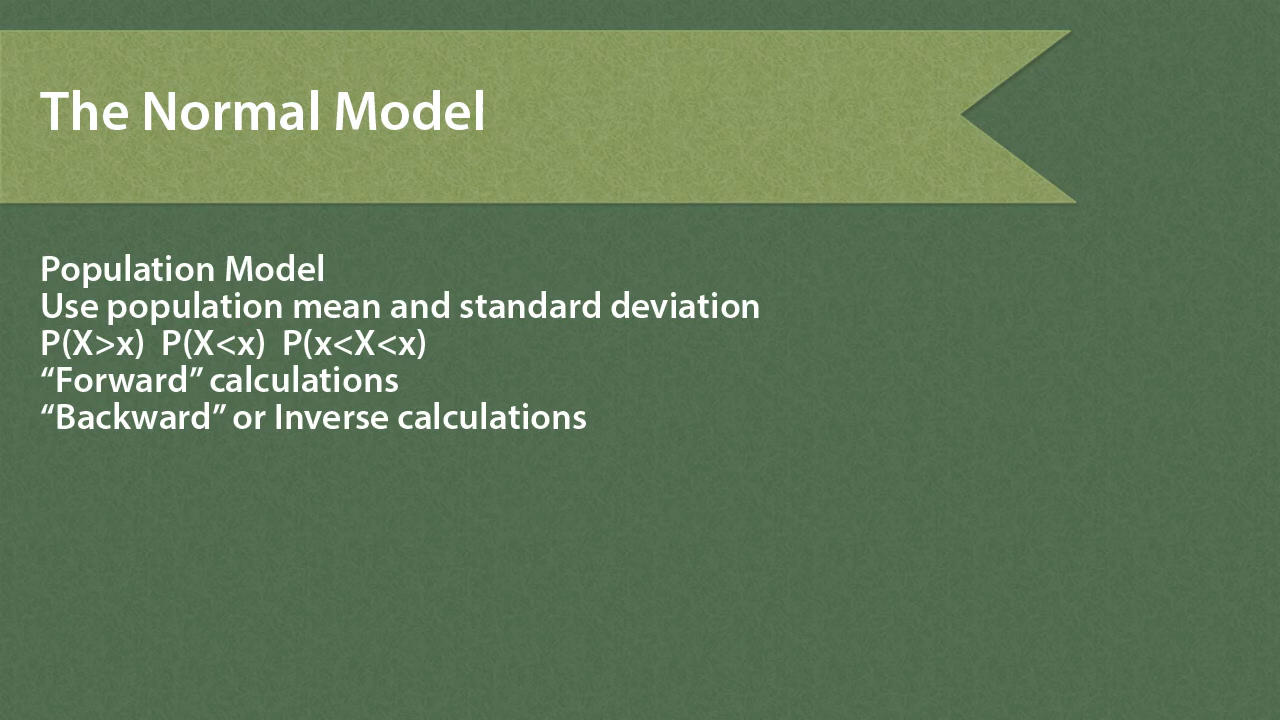 The Normal Model
Population Model
Use population mean and standard deviation
P(X>x)  P(X<x)  P(x<X<x)
“Forward” calculations
“Backward” or Inverse calculations